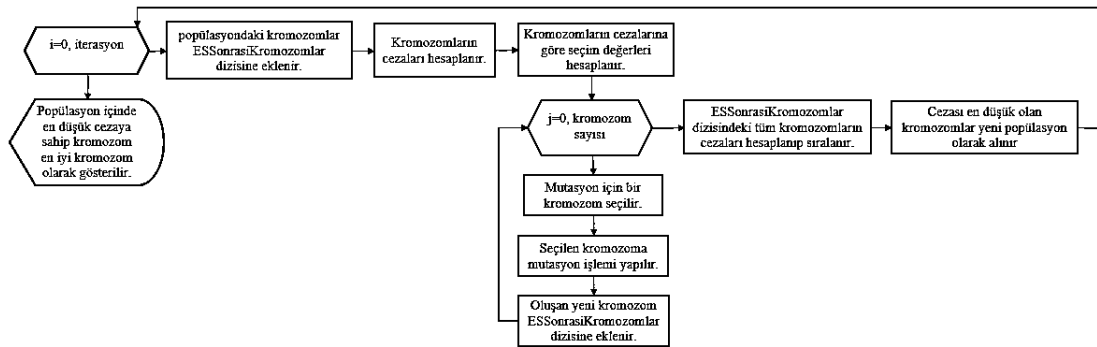 i=0, iterasyon
popülasyondaki kromozomlar
ESSonrasiKromozomlar
dizisine eklenir.
Kromozomların
cezaları hesaplanır.
Kromozomların cezalarına
göre seçim değerleri
hesaplanır.
Popülasyon içinde
en düşük cezaya
sahip kromozom
en iyi kromozom
olarak gösterilir.
j=0, kromozom
sayısı
ESSonrasiKromozomlar
dizisindeki tüm kromozomların
cezaları hesaplanıp sıralanır.
Cezası en düşük olan
kromozomlar yeni popülasyon
olarak alınır
Mutasyon için bir
kromozom seçilir.
Seçilen kromozoma
mutasyon işlemi yapılır.
Oluşan yeni kromozom
ESSonrasiKromozomlar
dizisine eklenir.